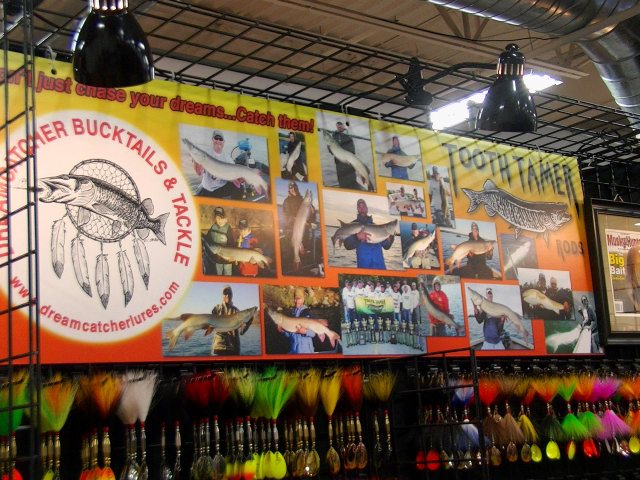 just chase your dreams...Catch them!
DREAMCATCHER BUCKTAILS & TACKLE
www.dreamcatcherlures.com
TOOTH TAMER
RODS
Big
Bait